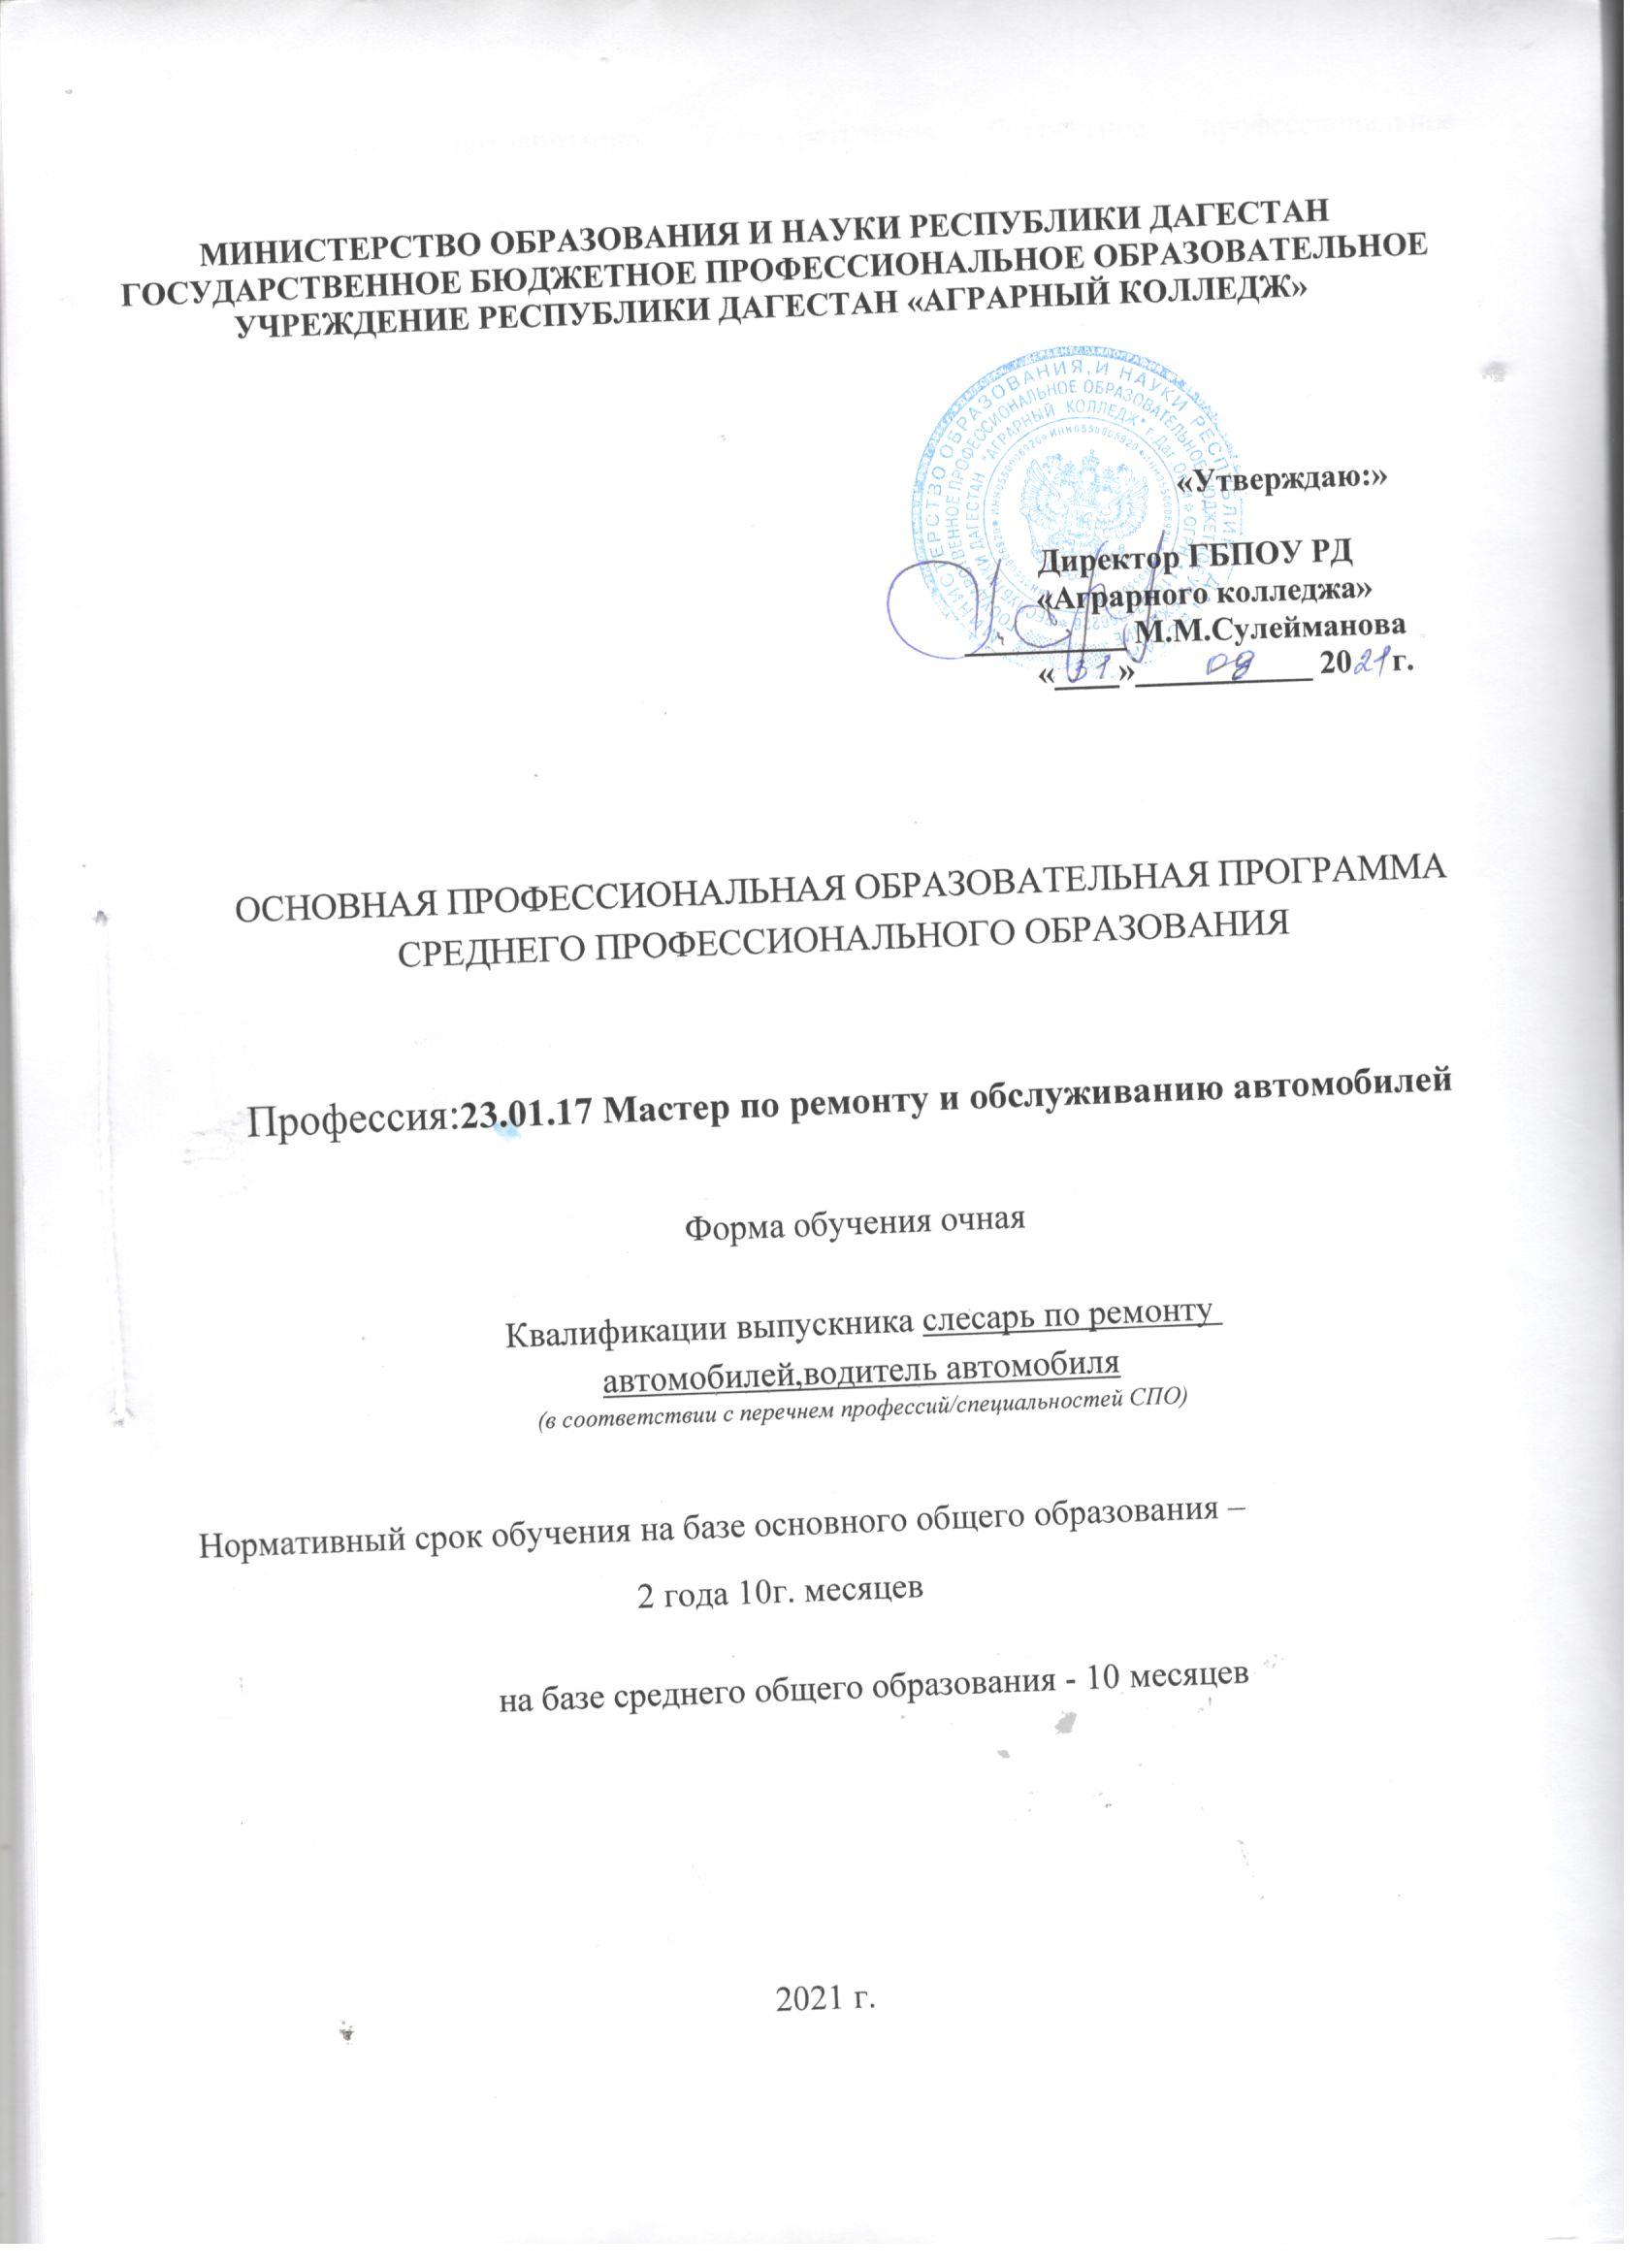 МИНИСТЕРСТВО ОБРАЗОВАНИЯ И НАУКИ РЕСПУБЛИКИ ДАГЕСТАН
ГОСУДАРСТВЕННОЕ БЮДЖЕТНОЕ ПРОФЕССИОНАЛЬНОЕ ОБРАЗОВАТЕЛЬНОЕ
УЧРЕЖДЕНИЕ РЕСПУБЛИКИ ДАГЕСТАН «АГРАРНЫЙ КОЛЛЕДЖ»
«Утверждаю:»
Директор ГБПОУ РД
«Аграрного колледжа»
М.М.Сулейманова
«31» 08 2021г.
ОСНОВНАЯ ПРОФЕССИОНАЛЬНАЯ ОБРАЗОВАТЕЛЬНАЯ ПРОГРАММА
СРЕДНЕГО ПРОФЕССИОНАЛЬНОГО ОБРАЗОВАНИЯ
Профессия:23.01.17 Мастер по ремонту и обслуживанию автомобилей
Форма обучения очная
Квалификации выпускника слесарь по ремонту
автомобилей,водитель автомобиля
(в соответствии с перечнем профессий/специальностей СПО)
Нормативный срок обучения на базе основного общего образования –
2 года 10г. месяцев
на базе среднего общего образования - 10 месяцев
2021 г.